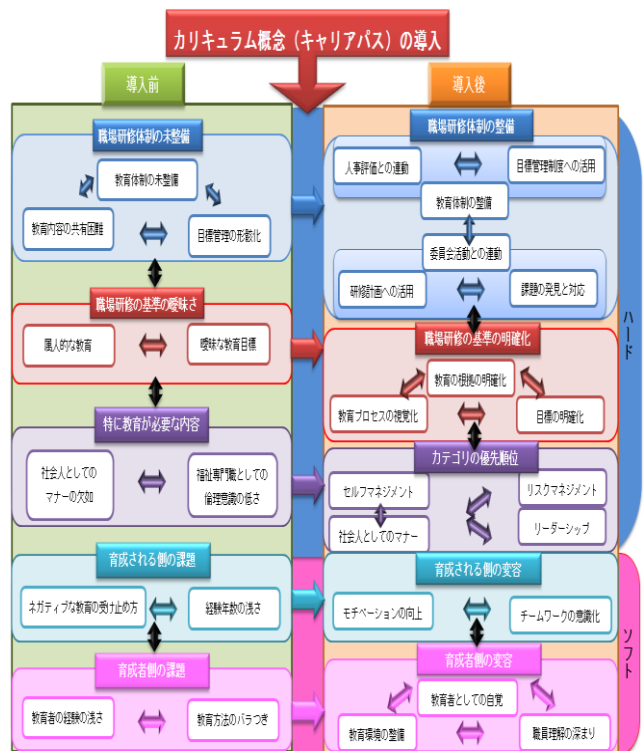 カリキュラム概念（キャリアパス）の導入
導入前
職場研修体制の未整備
教育体制の未整備
教育内容の共有困難
目標管理の形骸化
職場研修の基準の曖昧さ
属人的な教育
曖昧な教育目標
特に教育が必要な内容
社会人としての
マナーの欠如
福祉専門職としての
倫理意識の低さ
育成される側の課題
ネガティブな教育の受け止め方
経験年数の浅さ
育成者側の課題
教育者の経験の浅さ
教育方法のバラつき
導入後
職場研修体制の整備
人事評価との連動
目標管理制度への活用
教育体制の整備
委員会活動との連動
研修計画への活用
課題の発見と対応
職場研修の基準の明確化
教育の根拠の明確化
教育プロセスの視覚化
目標の明確化
カテゴリの優先順位
セルフマネジメント
リスクマネジメント
社会人としてのマナー
リーダーシップ
育成される側の変容
モチベーションの向上
チームワークの意識化
育成者側の変容
教育者としての自覚
教育環境の整備
職員理解の深まり
ハード
ソフト